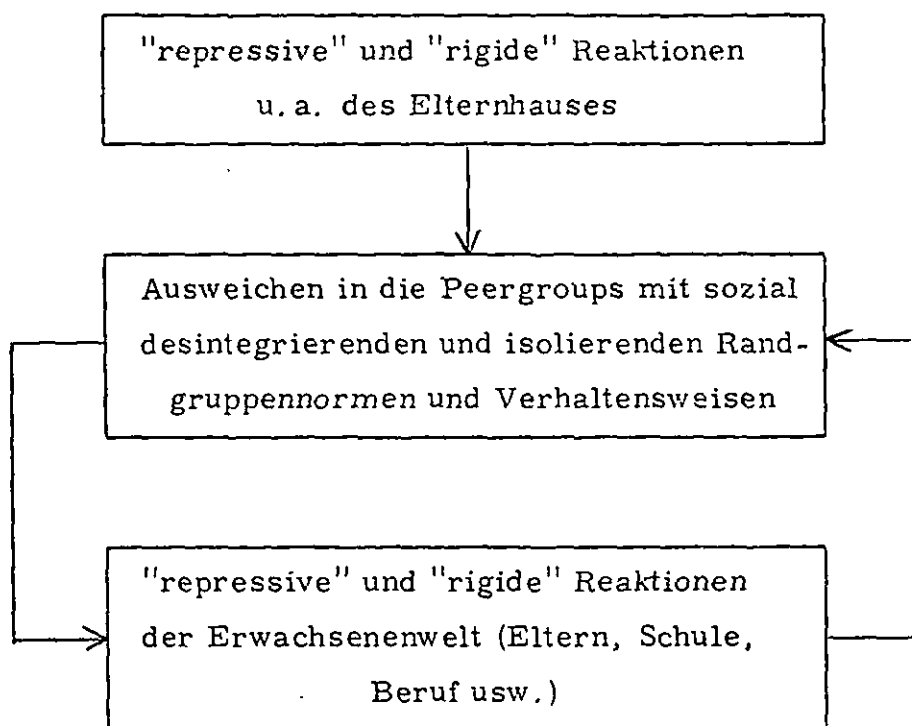 "repressive" und "rigide" Reaktionen
u.a. des Elternhauses
Ausweichen in die Peergroups mit sozial
desintegrierenden und isolierenden Rand-
gruppennormen und Verhaltensweisen
"repressive" und "rigide" Reaktionen
der Erwachsenenwelt (Eltern, Schule,
Beruf usw.)